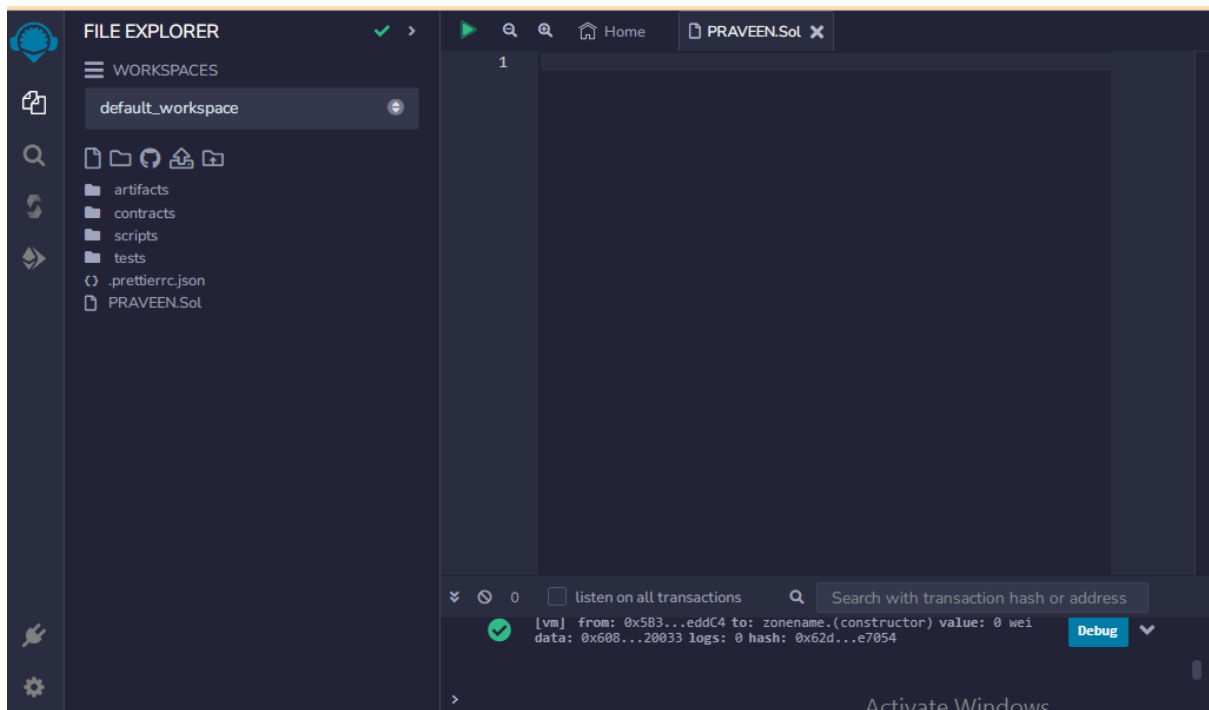 FILE EXPLORER
WORKSPACES
default_workspace
artifacts
contracts
scripts
tests
{} .prettierrc.json
PRAVEEN.Sol
Home
PRAVEEN.Sol
1
0
listen on all transactions
Search with transaction hash or address
[vm] from: 0x5B3...eddC4 to: zonename.(constructor) value: 0 wei
data: 0x608...20033 logs: 0 hash: 0x62d...e7054
Debug
>
Activate Windows